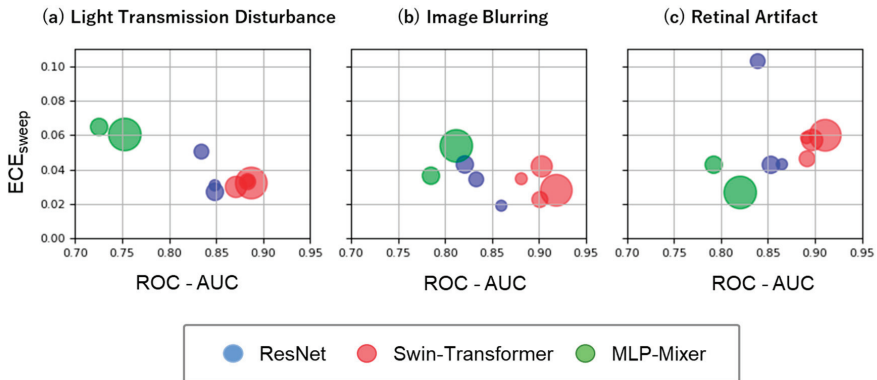 (a) Light Transmission Disturbance
(b) Image Blurring
(c) Retinal Artifact
ECEsweep
0.10
0.08
0.06
0.04
0.02
0.00
0.70 0.75 0.80 0.85 0.90 0.95
0.70 0.75 0.80 0.85 0.90 0.95
0.70 0.75 0.80 0.85 0.90 0.95
ROC - AUC
ROC - AUC
ROC - AUC
ResNet
Swin-Transformer
MLP-Mixer